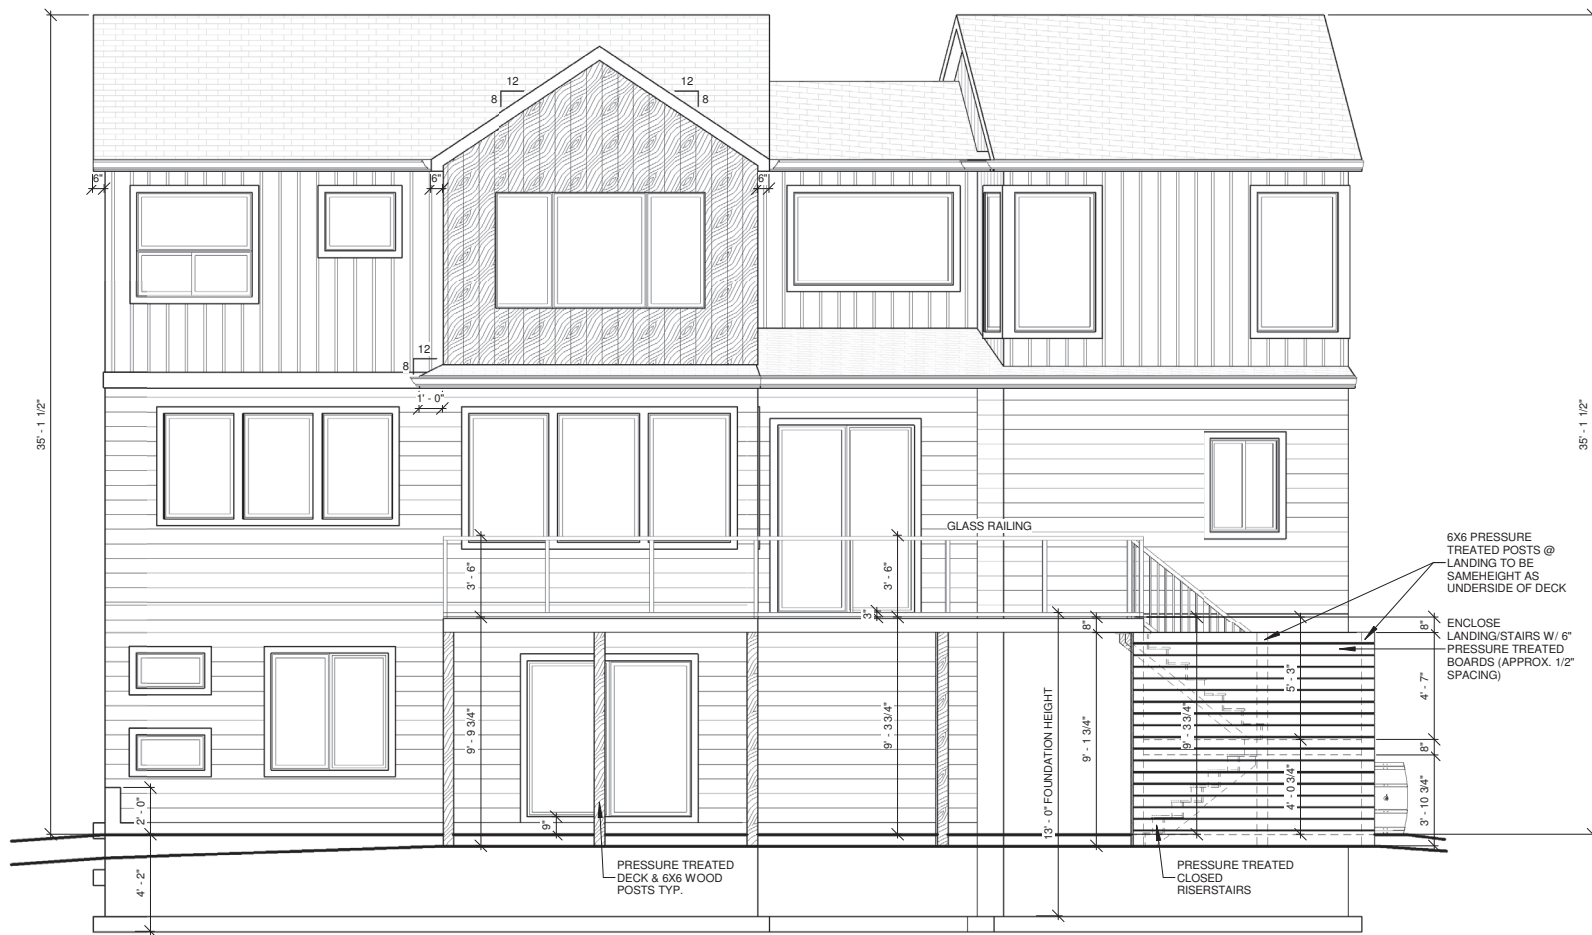 12
8
12
8
6"
6"
6"
12
8
1' - 0"
35' - 1 1/2"
35' - 1 1/2"
GLASS RAILING
3' - 6"
3' - 6"
3"
6X6 PRESSURE
TREATED POSTS @
LANDING TO BE
SAMEHEIGHT AS
UNDERSIDE OF DECK
8"
8"
ENCLOSE
LANDING/STAIRS W/ 6"
PRESSURE TREATED
BOARDS (APPROX. 1/2"
SPACING)
5' - 3"
4' - 7"
9' - 9 3/4"
9' - 3 3/4"
13' - 0" FOUNDATION HEIGHT
9' - 1 3/4"
9' - 3 3/4"
8"
4' - 0 3/4"
3' - 10 3/4"
2' - 0"
9"
4' - 2"
PRESSURE TREATED
DECK & 6X6 WOOD
POSTS TYP.
PRESSURE TREATED
CLOSED
RISERSTAIRS